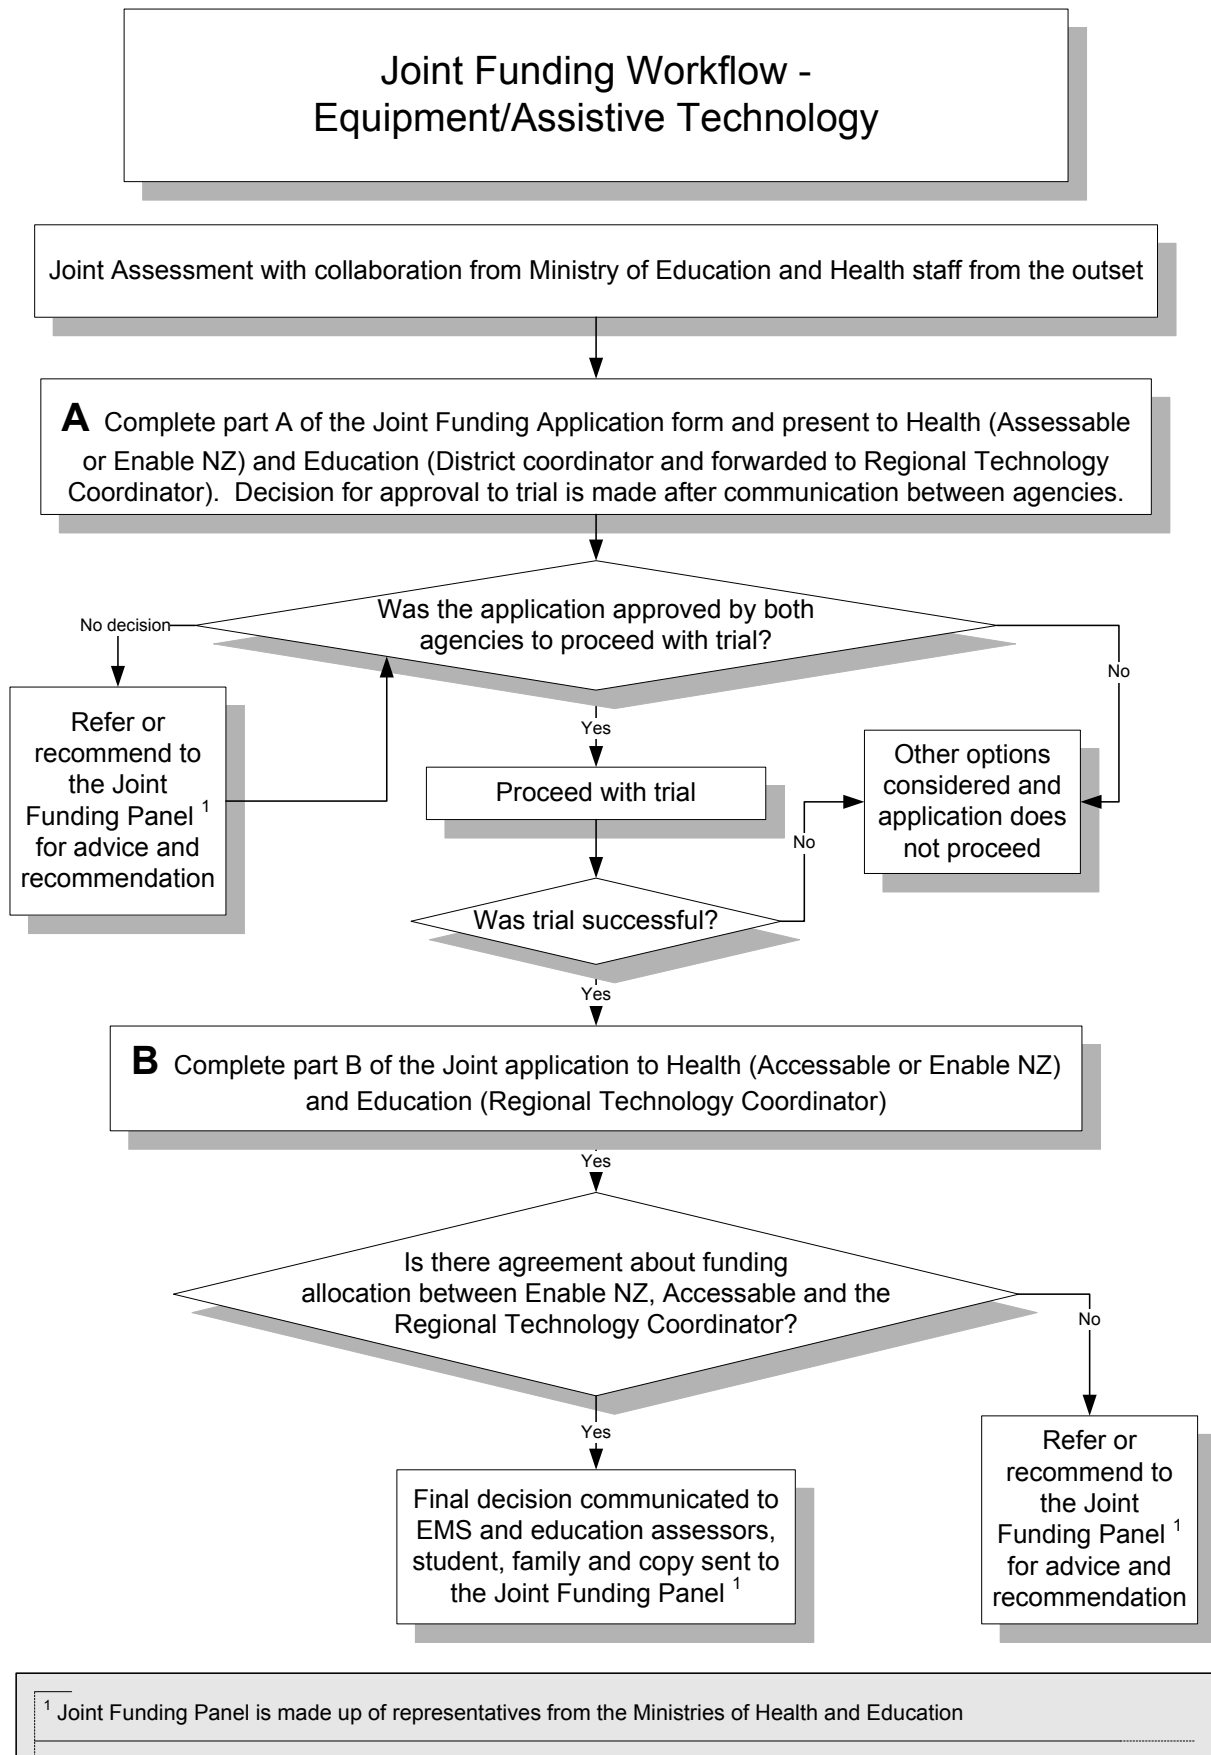 Joint Funding Workflow -
Equipment/Assistive Technology
Joint Assessment with collaboration from Ministry of Education and Health staff from the outset
A Complete part A of the Joint Funding Application form and present to Health (Assessable
or Enable NZ) and Education (District coordinator and forwarded to Regional Technology
Coordinator). Decision for approval to trial is made after communication between agencies.
Was the application approved by both
agencies to proceed with trial?
No decision
No
Yes
Refer or
recommend to
the Joint
Funding Panel ¹
for advice and
recommendation
Proceed with trial
Other options
considered and
application does
not proceed
No
Was trial successful?
Yes
B Complete part B of the Joint application to Health (Accessable or Enable NZ)
and Education (Regional Technology Coordinator)
Yes
Is there agreement about funding
allocation between Enable NZ, Accessable and the
Regional Technology Coordinator?
No
Yes
Final decision communicated to
EMS and education assessors,
student, family and copy sent to
the Joint Funding Panel ¹
Refer or
recommend to
the Joint
Funding Panel ¹
for advice and
recommendation
¹ Joint Funding Panel is made up of representatives from the Ministries of Health and Education